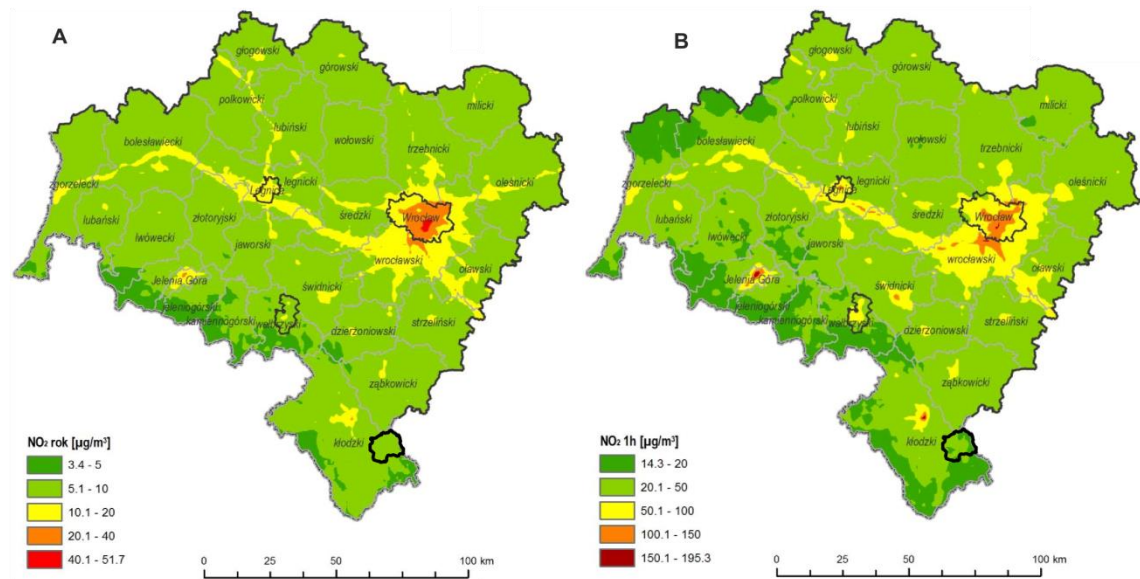 A
głogowski
górowski
polkowicki
milicki
lubiński
wołowski
bolesławiecki
trzebnicki
zgorzelecki
Legnica
legnicki
oleśnicki
lubański
złotoryjski
średzki
Wrocław
lwówecki
jaworski
wrocławski
oławski
Jelenia Góra
świdnicki
jeleniogórski
kamiennogórski
wałbrzyski
dzierżoniowski
strzeliński
ząbkowicki
kłodzki
NO₂ rok [µg/m³]
3.4 - 5
5.1 - 10
10.1 - 20
20.1 - 40
40.1 - 51.7
0 25 50 100 km
B
głogowski
górowski
polkowicki
milicki
lubiński
wołowski
bolesławiecki
trzebnicki
zgorzelecki
Legnica
legnicki
oleśnicki
lubański
złotoryjski
średzki
Wrocław
lwówecki
jaworski
wrocławski
oławski
Jelenia Góra
świdnicki
jeleniogórski
kamiennogórski
wałbrzyski
dzierżoniowski
strzeliński
ząbkowicki
kłodzki
NO₂ 1h [µg/m³]
14.3 - 20
20.1 - 50
50.1 - 100
100.1 - 150
150.1 - 195.3
0 25 50 100 km